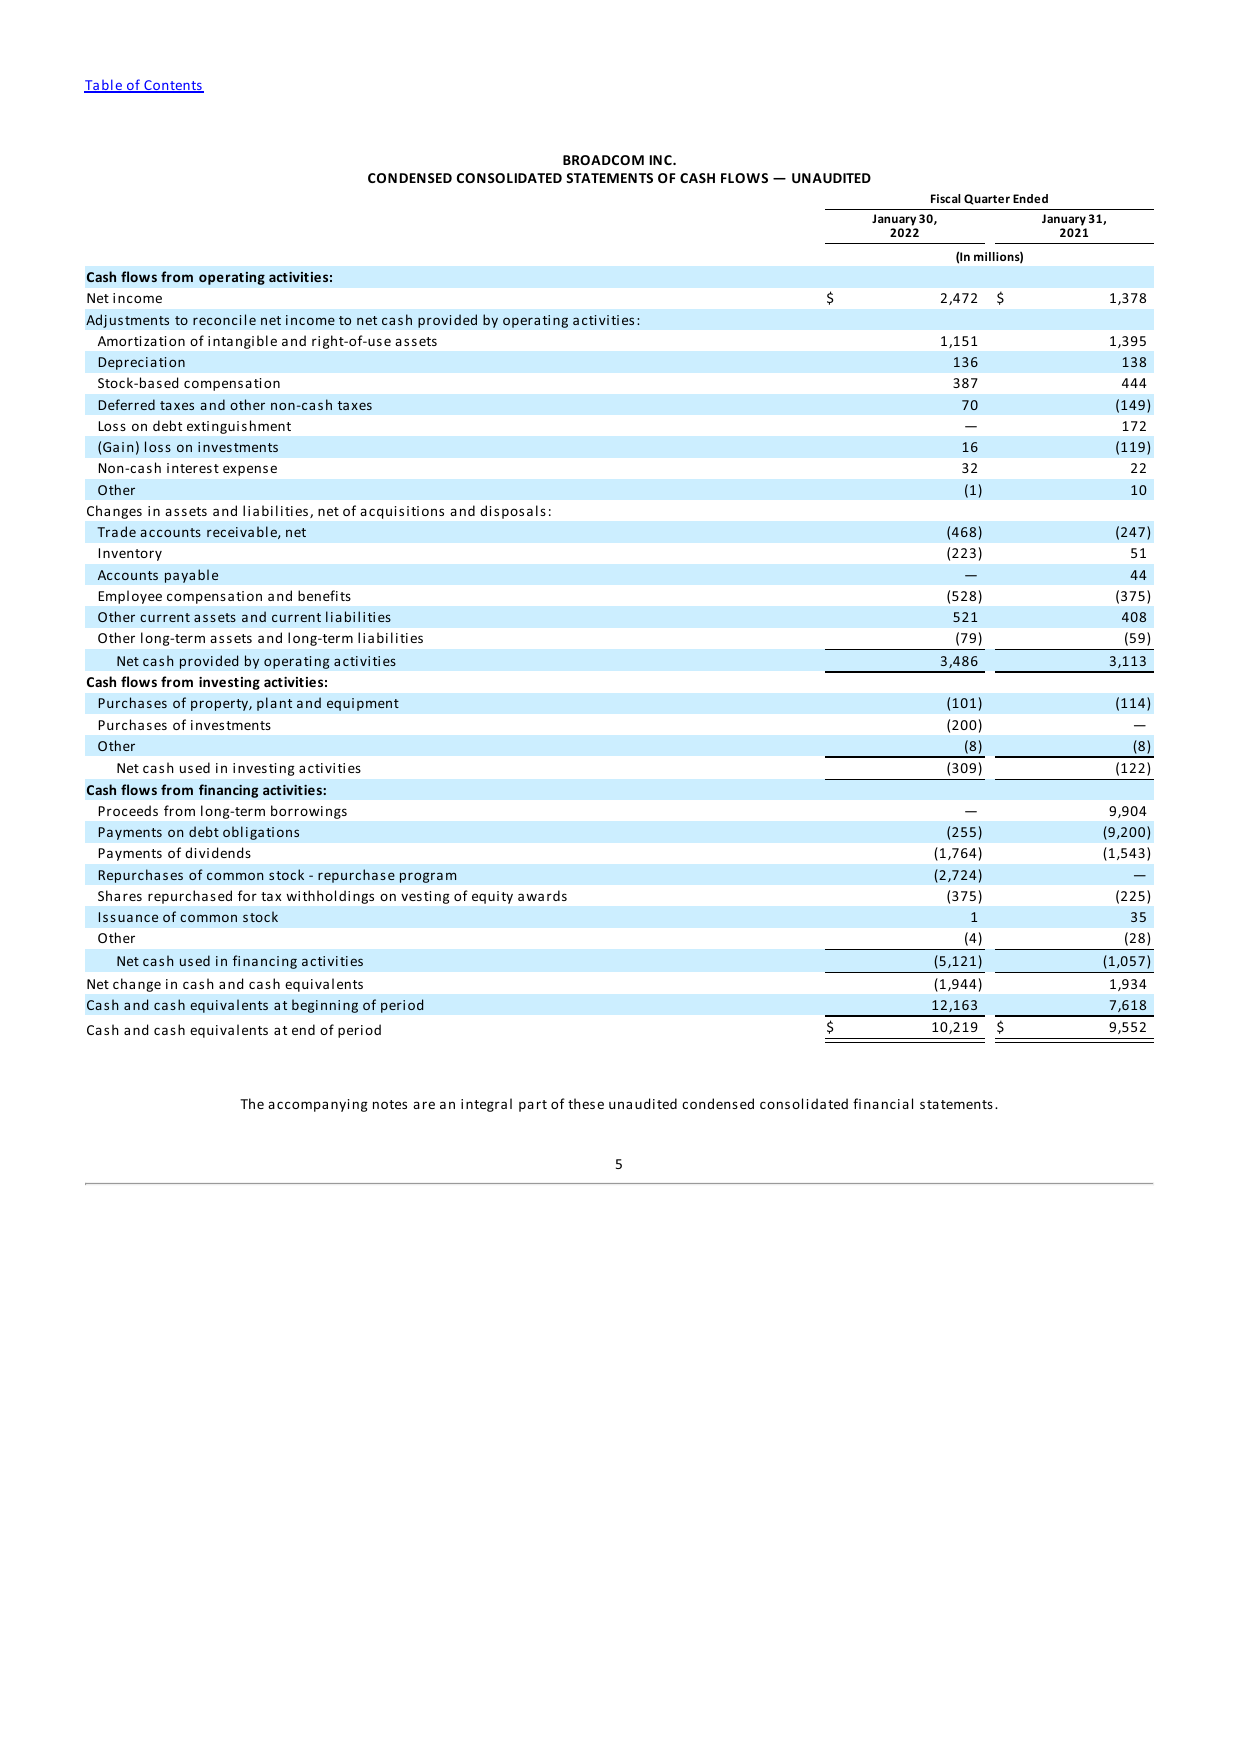 Table of Contents
BROADCOM INC.
CONDENSED CONSOLIDATED STATEMENTS OF CASH FLOWS — UNAUDITED
Fiscal Quarter Ended
January 30, 2022 January 31, 2021
(In millions)
Cash flows from operating activities:
Net income $ 2,472 $ 1,378
Adjustments to reconcile net income to net cash provided by operating activities:
Amortization of intangible and right-of-use assets 1,151 1,395
Depreciation 136 138
Stock-based compensation 387 444
Deferred taxes and other non-cash taxes 70 (149)
Loss on debt extinguishment — 172
(Gain) loss on investments 16 (119)
Non-cash interest expense 32 22
Other (1) 10
Changes in assets and liabilities, net of acquisitions and disposals:
Trade accounts receivable, net (468) (247)
Inventory (223) 51
Accounts payable — 44
Employee compensation and benefits (528) (375)
Other current assets and current liabilities 521 408
Other long-term assets and long-term liabilities (79) (59)
Net cash provided by operating activities 3,486 3,113
Cash flows from investing activities:
Purchases of property, plant and equipment (101) (114)
Purchases of investments (200) —
Other (8) (8)
Net cash used in investing activities (309) (122)
Cash flows from financing activities:
Proceeds from long-term borrowings — 9,904
Payments on debt obligations (255) (9,200)
Payments of dividends (1,764) (1,543)
Repurchases of common stock - repurchase program (2,724) —
Shares repurchased for tax withholdings on vesting of equity awards (375) (225)
Issuance of common stock 1 35
Other (4) (28)
Net cash used in financing activities (5,121) (1,057)
Net change in cash and cash equivalents (1,944) 1,934
Cash and cash equivalents at beginning of period 12,163 7,618
Cash and cash equivalents at end of period $ 10,219 $ 9,552
The accompanying notes are an integral part of these unaudited condensed consolidated financial statements.
5